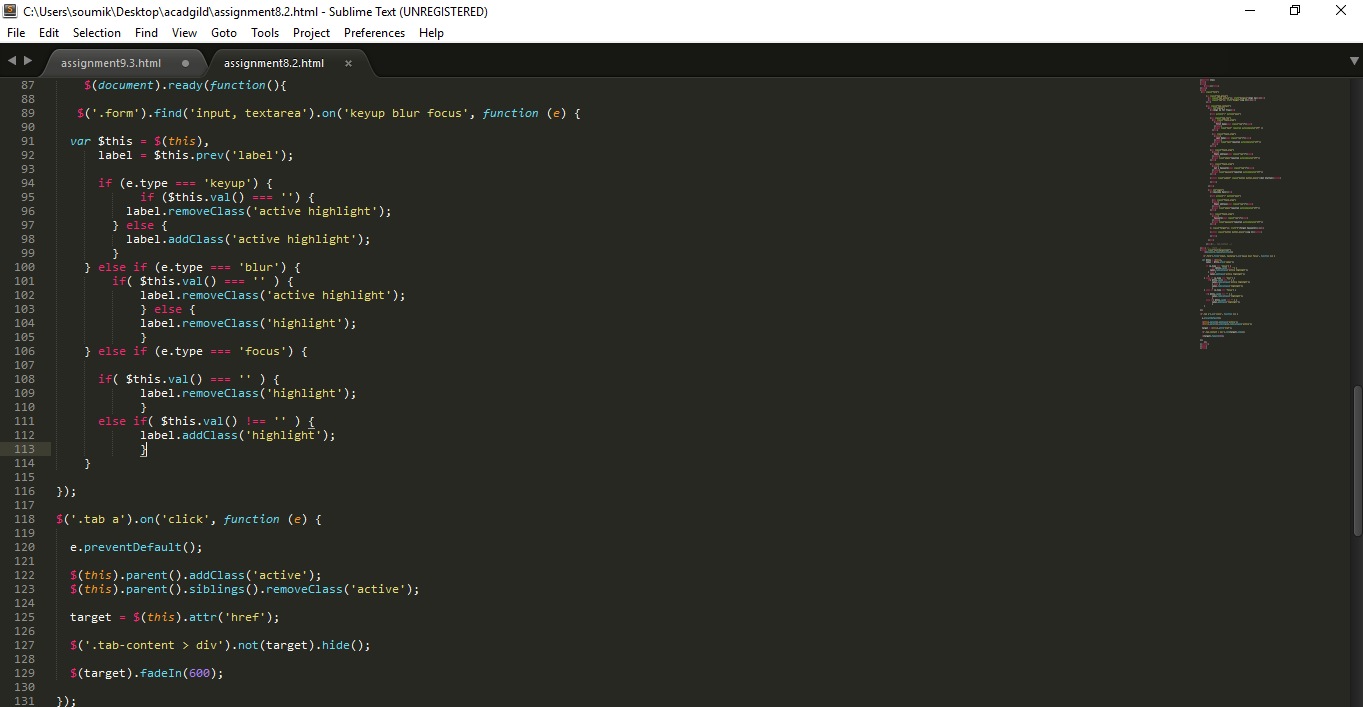 C:\Users\soumik\Desktop\acadgild\assignment8.2.html - Sublime Text (UNREGISTERED)
File Edit Selection Find View Goto Tools Project Preferences Help
assignment9.3.html assignment8.2.html ×
87 $(document).ready(function(){
88
89 $('.form').find('input, textarea').on('keyup blur focus', function (e) {
90
91 var $this = $(this),
92 label = $this.prev('label');
93
94 if (e.type === 'keyup') {
95 if ($this.val() === '') {
96 label.removeClass('active highlight');
97 } else {
98 label.addClass('active highlight');
99 }
100 } else if (e.type === 'blur') {
101 if( $this.val() === '' ) {
102 label.removeClass('active highlight');
103 } else {
104 label.removeClass('highlight');
105 }
106 } else if (e.type === 'focus') {
107
108 if( $this.val() === '' ) {
109 label.removeClass('highlight');
110 }
111 else if( $this.val() !== '' ) {
112 label.addClass('highlight');
113 }
114 }
115
116 });
117
118 $('.tab a').on('click', function (e) {
119
120 e.preventDefault();
121
122 $(this).parent().addClass('active');
123 $(this).parent().siblings().removeClass('active');
124
125 target = $(this).attr('href');
126
127 $('.tab-content > div').not(target).hide();
128
129 $(target).fadeIn(600);
130
131 });